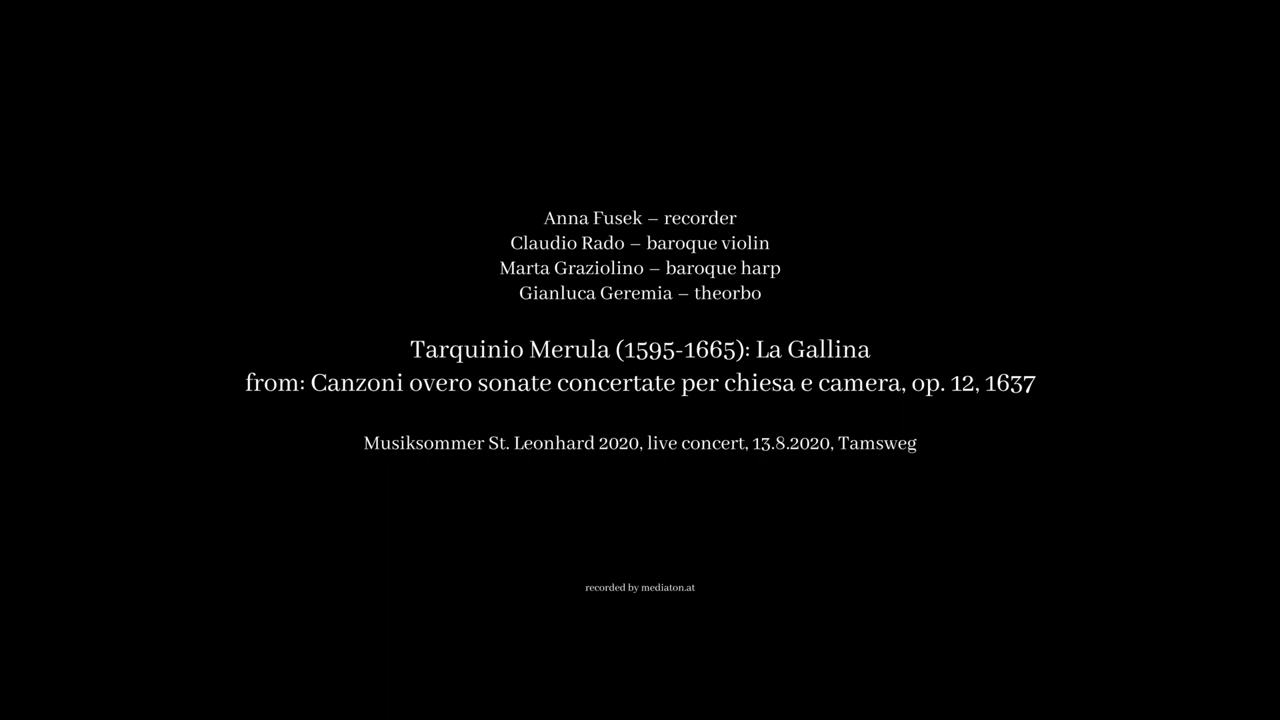 Anna Fusek – recorder
Claudio Rado – baroque violin
Marta Graziolino – baroque harp
Gianluca Geremia – theorbo
Tarquinio Merula (1595-1665): La Gallina
from: Canzoni overo sonate concertate per chiesa e camera, op. 12, 1637
Musiksommer St. Leonhard 2020, live concert, 13.8.2020, Tamsweg
recorded by mediaton.at